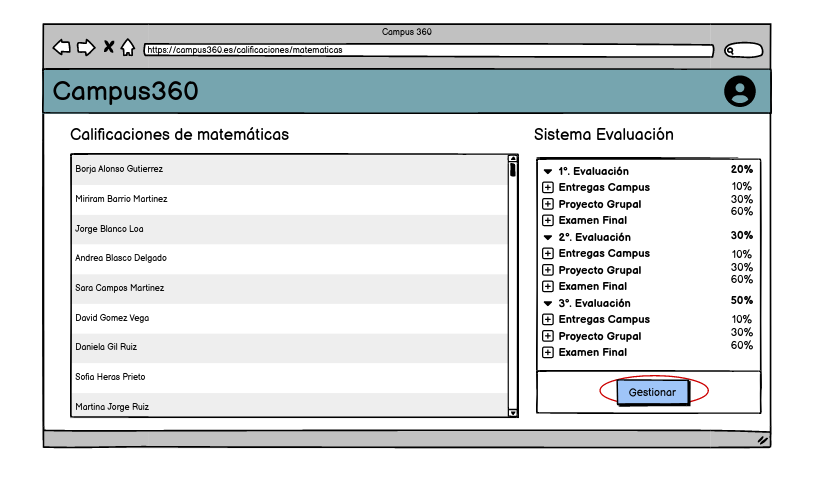 Campus 360
https://campus360.es/calificaciones/matematicas
Campus360
Calificaciones de matemáticas
Borja Alonso Gutierrez
Miriram Barrio Martinez
Jorge Blanco Loa
Andrea Blasco Delgado
Sara Campos Martinez
David Gomez Vega
Daniela Gil Ruiz
Sofia Heras Prieto
Martina Jorge Ruiz
Sistema Evaluación
1º. Evaluación 20%
Entregas Campus 10%
Proyecto Grupal 30%
Examen Final 60%
2º. Evaluación 30%
Entregas Campus 10%
Proyecto Grupal 30%
Examen Final 60%
3º. Evaluación 50%
Entregas Campus 10%
Proyecto Grupal 30%
Examen Final 60%
Gestionar